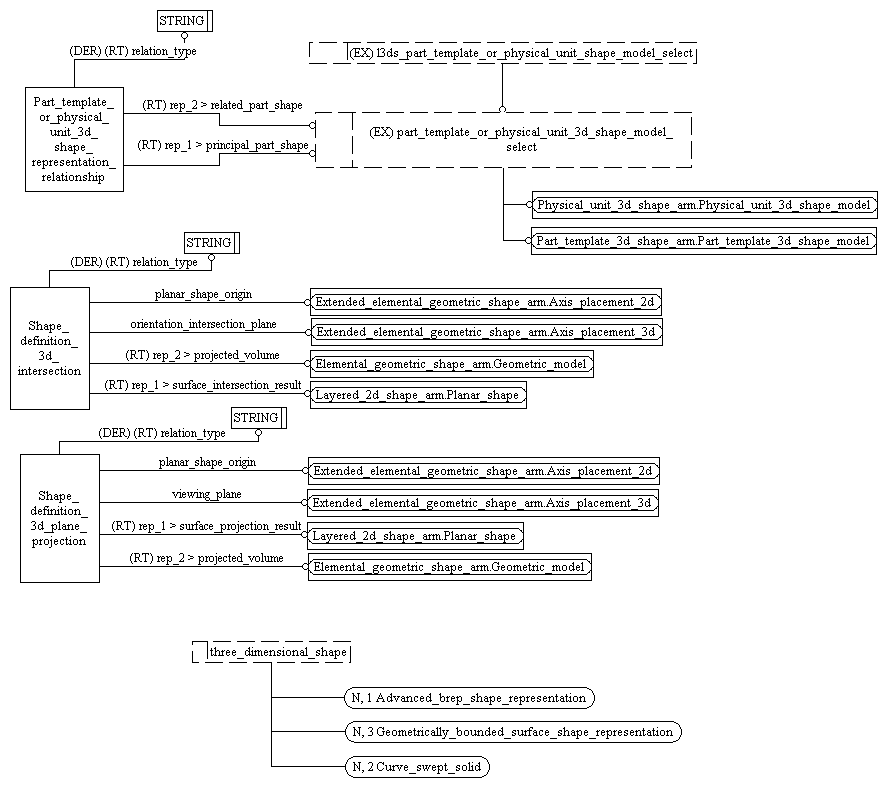 STRING
(DER) (RT) relation_type
(EX) l3ds_part_template_or_physical_unit_shape_model_select
Part_template_
or_physical_
unit_3d_
shape_
representation_
relationship
(RT) rep_2 > related_part_shape
(RT) rep_1 > principal_part_shape
(EX) part_template_or_physical_unit_3d_shape_model_
select
Physical_unit_3d_shape_arm.Physical_unit_3d_shape_model
Part_template_3d_shape_arm.Part_template_3d_shape_model
STRING
(DER) (RT) relation_type
Shape_
definition_
3d_
intersection
planar_shape_origin
Extended_elemental_geometric_shape_arm.Axis_placement_2d
orientation_intersection_plane
Extended_elemental_geometric_shape_arm.Axis_placement_3d
(RT) rep_2 > projected_volume
Elemental_geometric_shape_arm.Geometric_model
(RT) rep_1 > surface_intersection_result
Layered_2d_shape_arm.Planar_shape
STRING
(DER) (RT) relation_type
Shape_
definition_
3d_plane_
projection
planar_shape_origin
Extended_elemental_geometric_shape_arm.Axis_placement_2d
viewing_plane
Extended_elemental_geometric_shape_arm.Axis_placement_3d
(RT) rep_1 > surface_projection_result
Layered_2d_shape_arm.Planar_shape
(RT) rep_2 > projected_volume
Elemental_geometric_shape_arm.Geometric_model
three_dimensional_shape
N, 1 Advanced_brep_shape_representation
N, 3 Geometrically_bounded_surface_shape_representation
N, 2 Curve_swept_solid